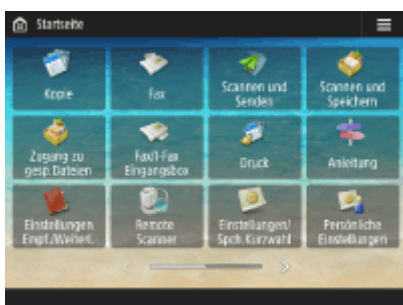 Startseite
Kopie
Fax
Scannen und
Senden
Scannen und
Speichern
Zugang zu
gesp.Dateien
Fax/I-Fax
Eingangsbox
Druck
Anleitung
Einstellungen
Empf./Weiterl.
Remote
Scanner
Einstellungen/
Spch.Kurzwahl
Persönliche
Einstellungen